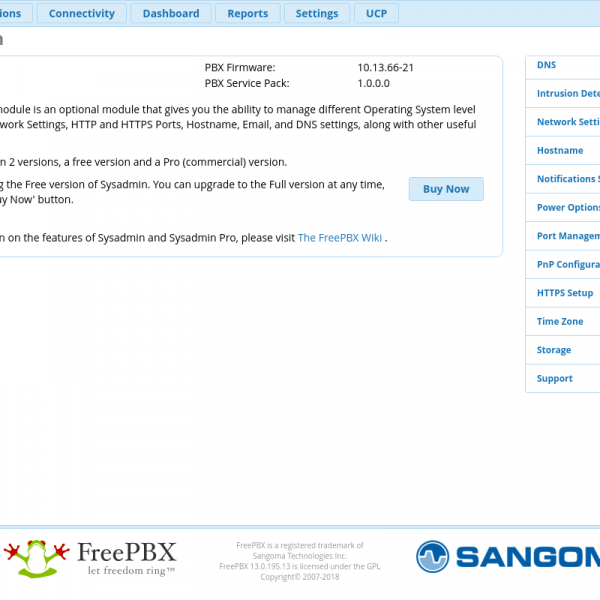 ions Connectivity Dashboard Reports Settings UCP
n
PBX Firmware: 10.13.66-21
PBX Service Pack: 1.0.0.0
module is an optional module that gives you the ability to manage different Operating System level
work Settings, HTTP and HTTPS Ports, Hostname, Email, and DNS settings, along with other useful
n 2 versions, a free version and a Pro (commercial) version.
g the Free version of Sysadmin. You can upgrade to the Full version at any time,
uy Now' button.
Buy Now
n on the features of Sysadmin and Sysadmin Pro, please visit The FreePBX Wiki .
DNS
Intrusion Dete
Network Setti
Hostname
Notifications S
Power Options
Port Managem
PnP Configura
HTTPS Setup
Time Zone
Storage
Support
FreePBX
let freedom ring™
FreePBX is a registered trademark of
Sangoma Technologies Inc.
FreePBX 13.0.195.13 is licensed under the GPL
Copyright© 2007-2018
SANGOM